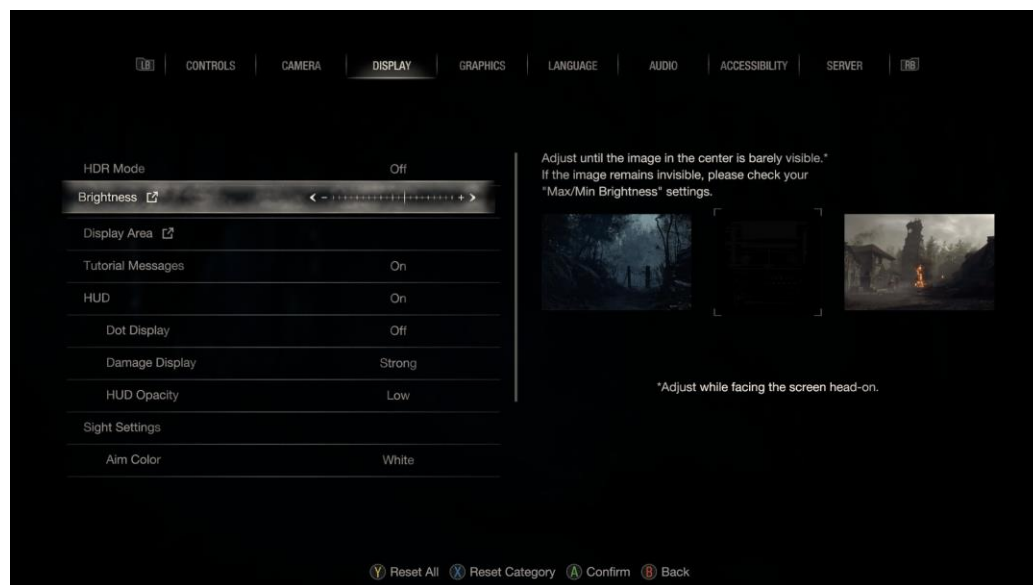 LB CONTROLS CAMERA DISPLAY GRAPHICS LANGUAGE AUDIO ACCESSIBILITY SERVER RB
HDR Mode Off
Brightness
Display Area
Tutorial Messages On
HUD On
Dot Display Off
Damage Display Strong
HUD Opacity Low
Sight Settings
Aim Color White
Adjust until the image in the center is barely visible.*
If the image remains invisible, please check your
"Max/Min Brightness" settings.
*Adjust while facing the screen head-on.
Y Reset All X Reset Category A Confirm B Back